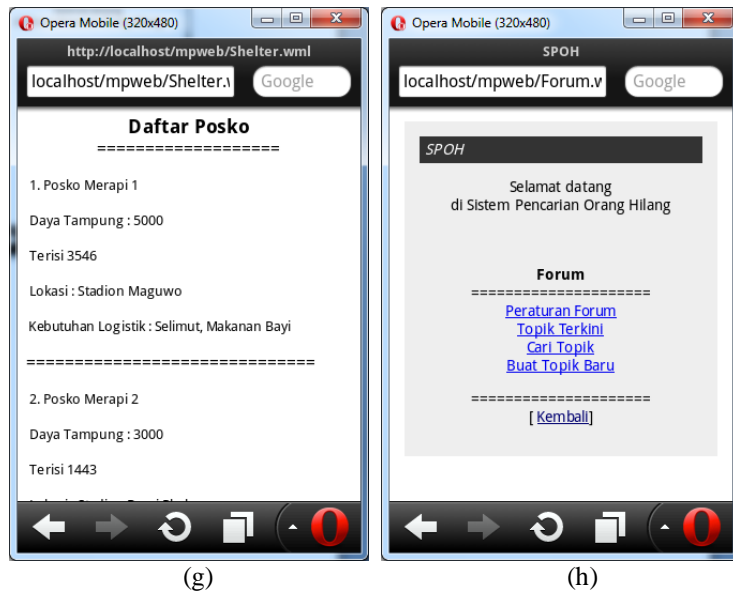 Opera Mobile (320x480)
http://localhost/mpweb/Shelter.wml
localhost/mpweb/Shelter.
Google
Daftar Posko
===================
1. Posko Merapi 1
Daya Tampung : 5000
Terisi 3546
Lokasi : Stadion Maguwo
Kebutuhan Logistik : Selimut, Makanan Bayi
==============================
2. Posko Merapi 2
Daya Tampung : 3000
Terisi 1443
(g)
Opera Mobile (320x480)
SPOH
localhost/mpweb/Forum.w
Google
SPOH
Selamat datang
di Sistem Pencarian Orang Hilang
Forum
=====================
Peraturan Forum
Topik Terkini
Cari Topik
Buat Topik Baru
=====================
[ Kembali]
(h)